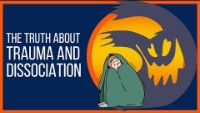 THE TRUTH ABOUT
TRAUMA AND
DISSOCIATION